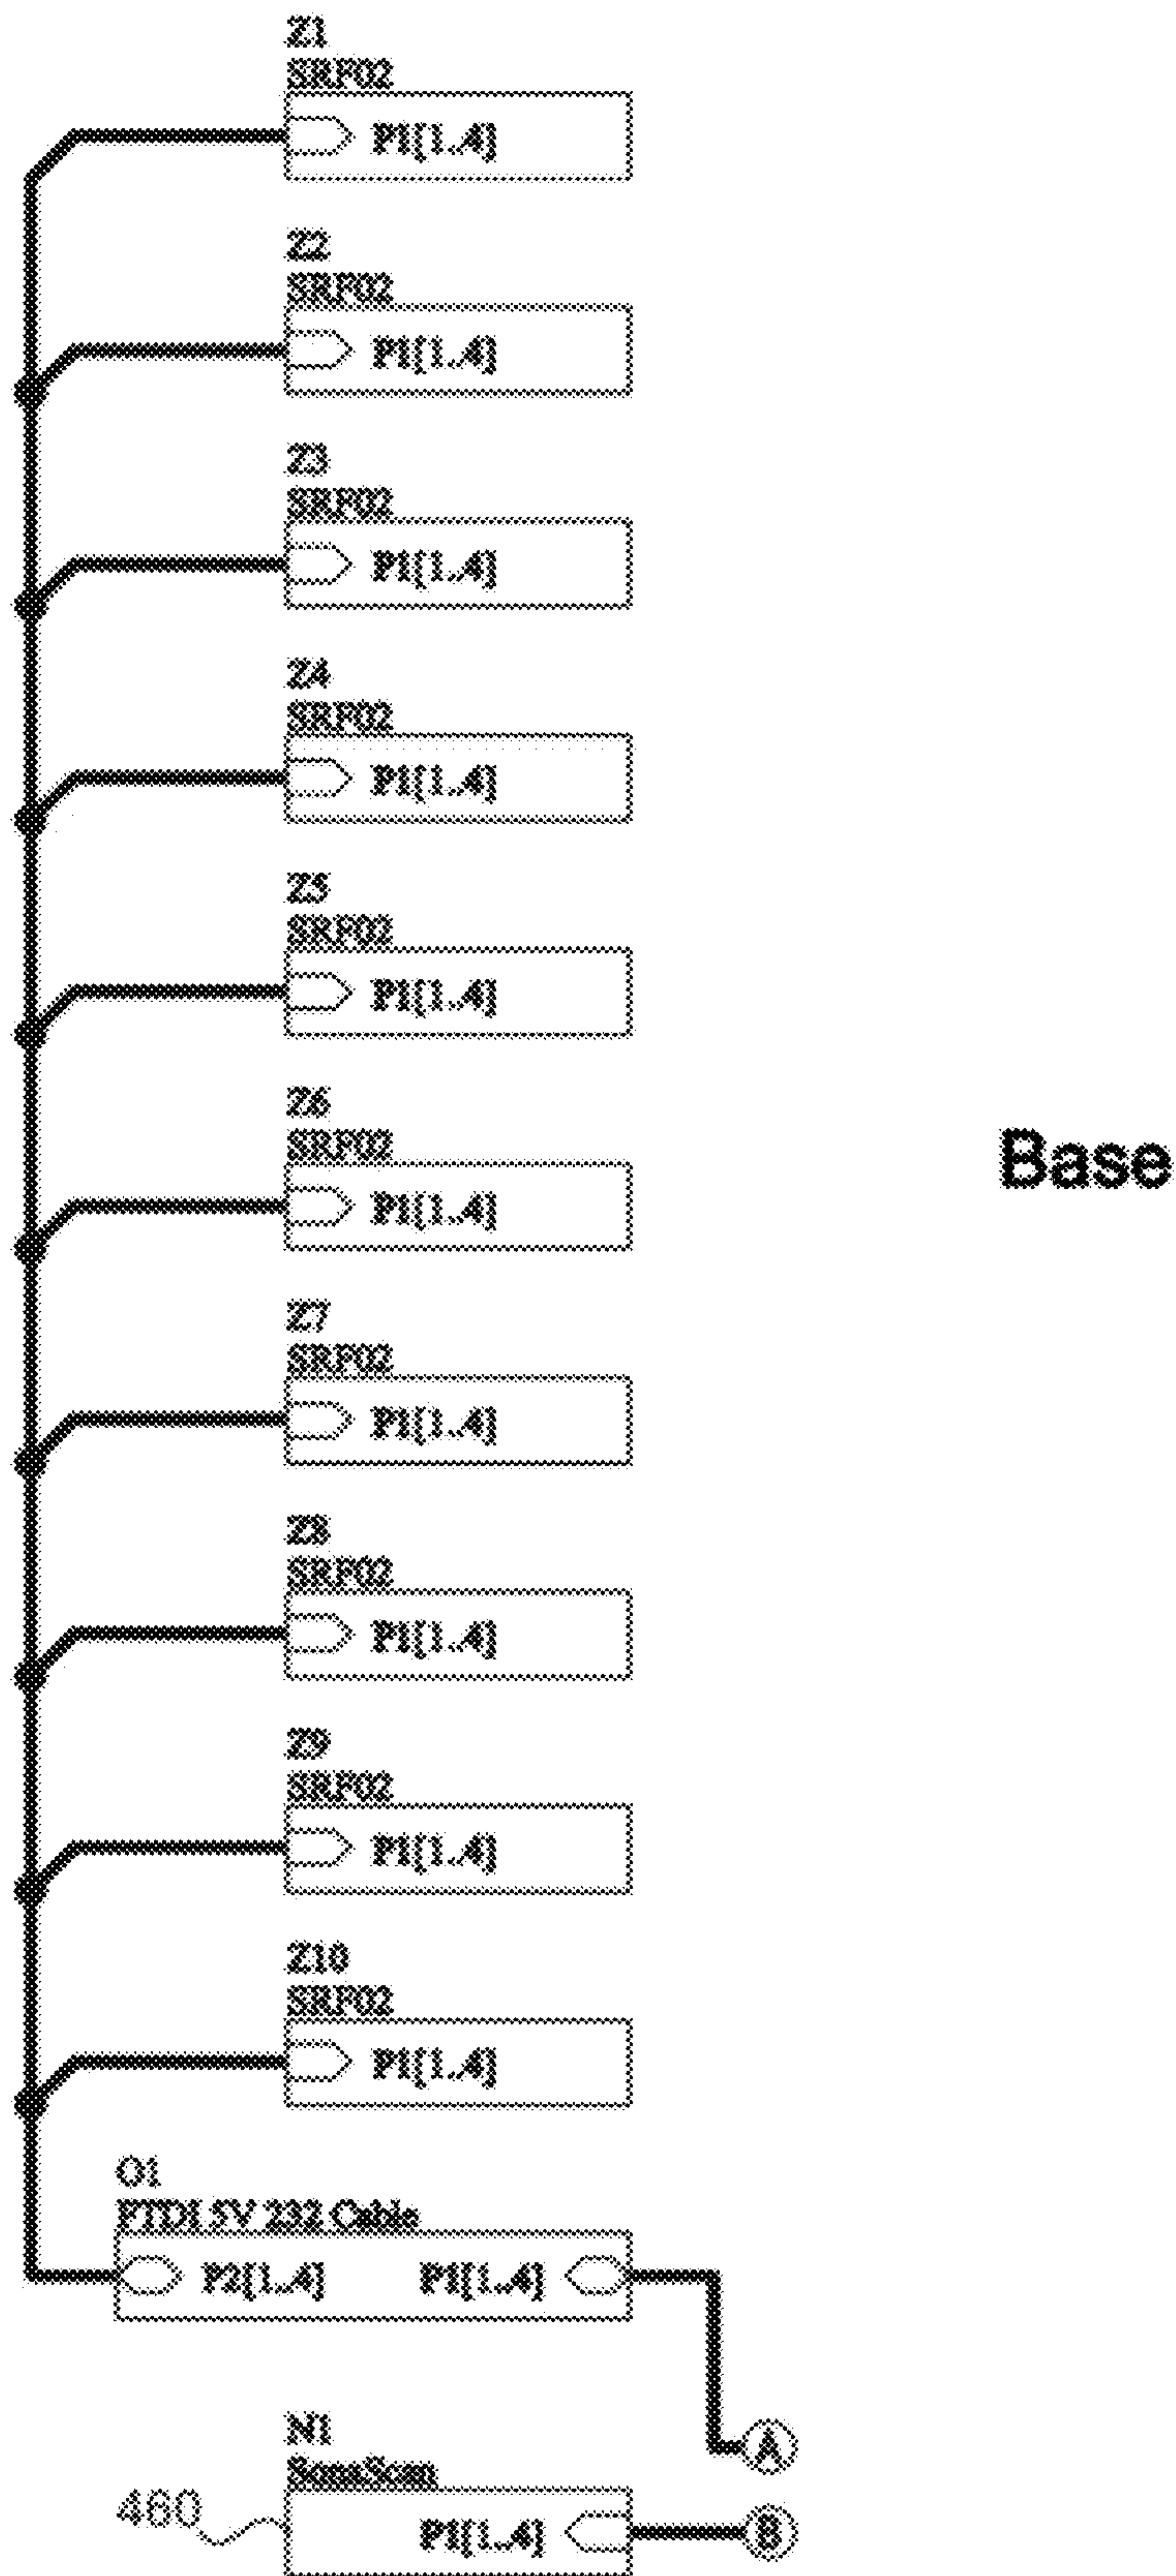 Z1
SRF02
P1[1..4]
Z2
SRF02
P1[1..4]
Z3
SRF02
P1[1..4]
Z4
SRF02
P1[1..4]
Z5
SRF02
P1[1..4]
Z6
SRF02
Base
P1[1..4]
Z7
SRF02
P1[1..4]
Z8
SRF02
P1[1..4]
Z9
SRF02
P1[1..4]
Z10
SRF02
P1[1..4]
O1
FTDI 5V 232 Cable
P2[1..4] P1[1..4]
A
N1
SonaScan
460
P1[1..4] B